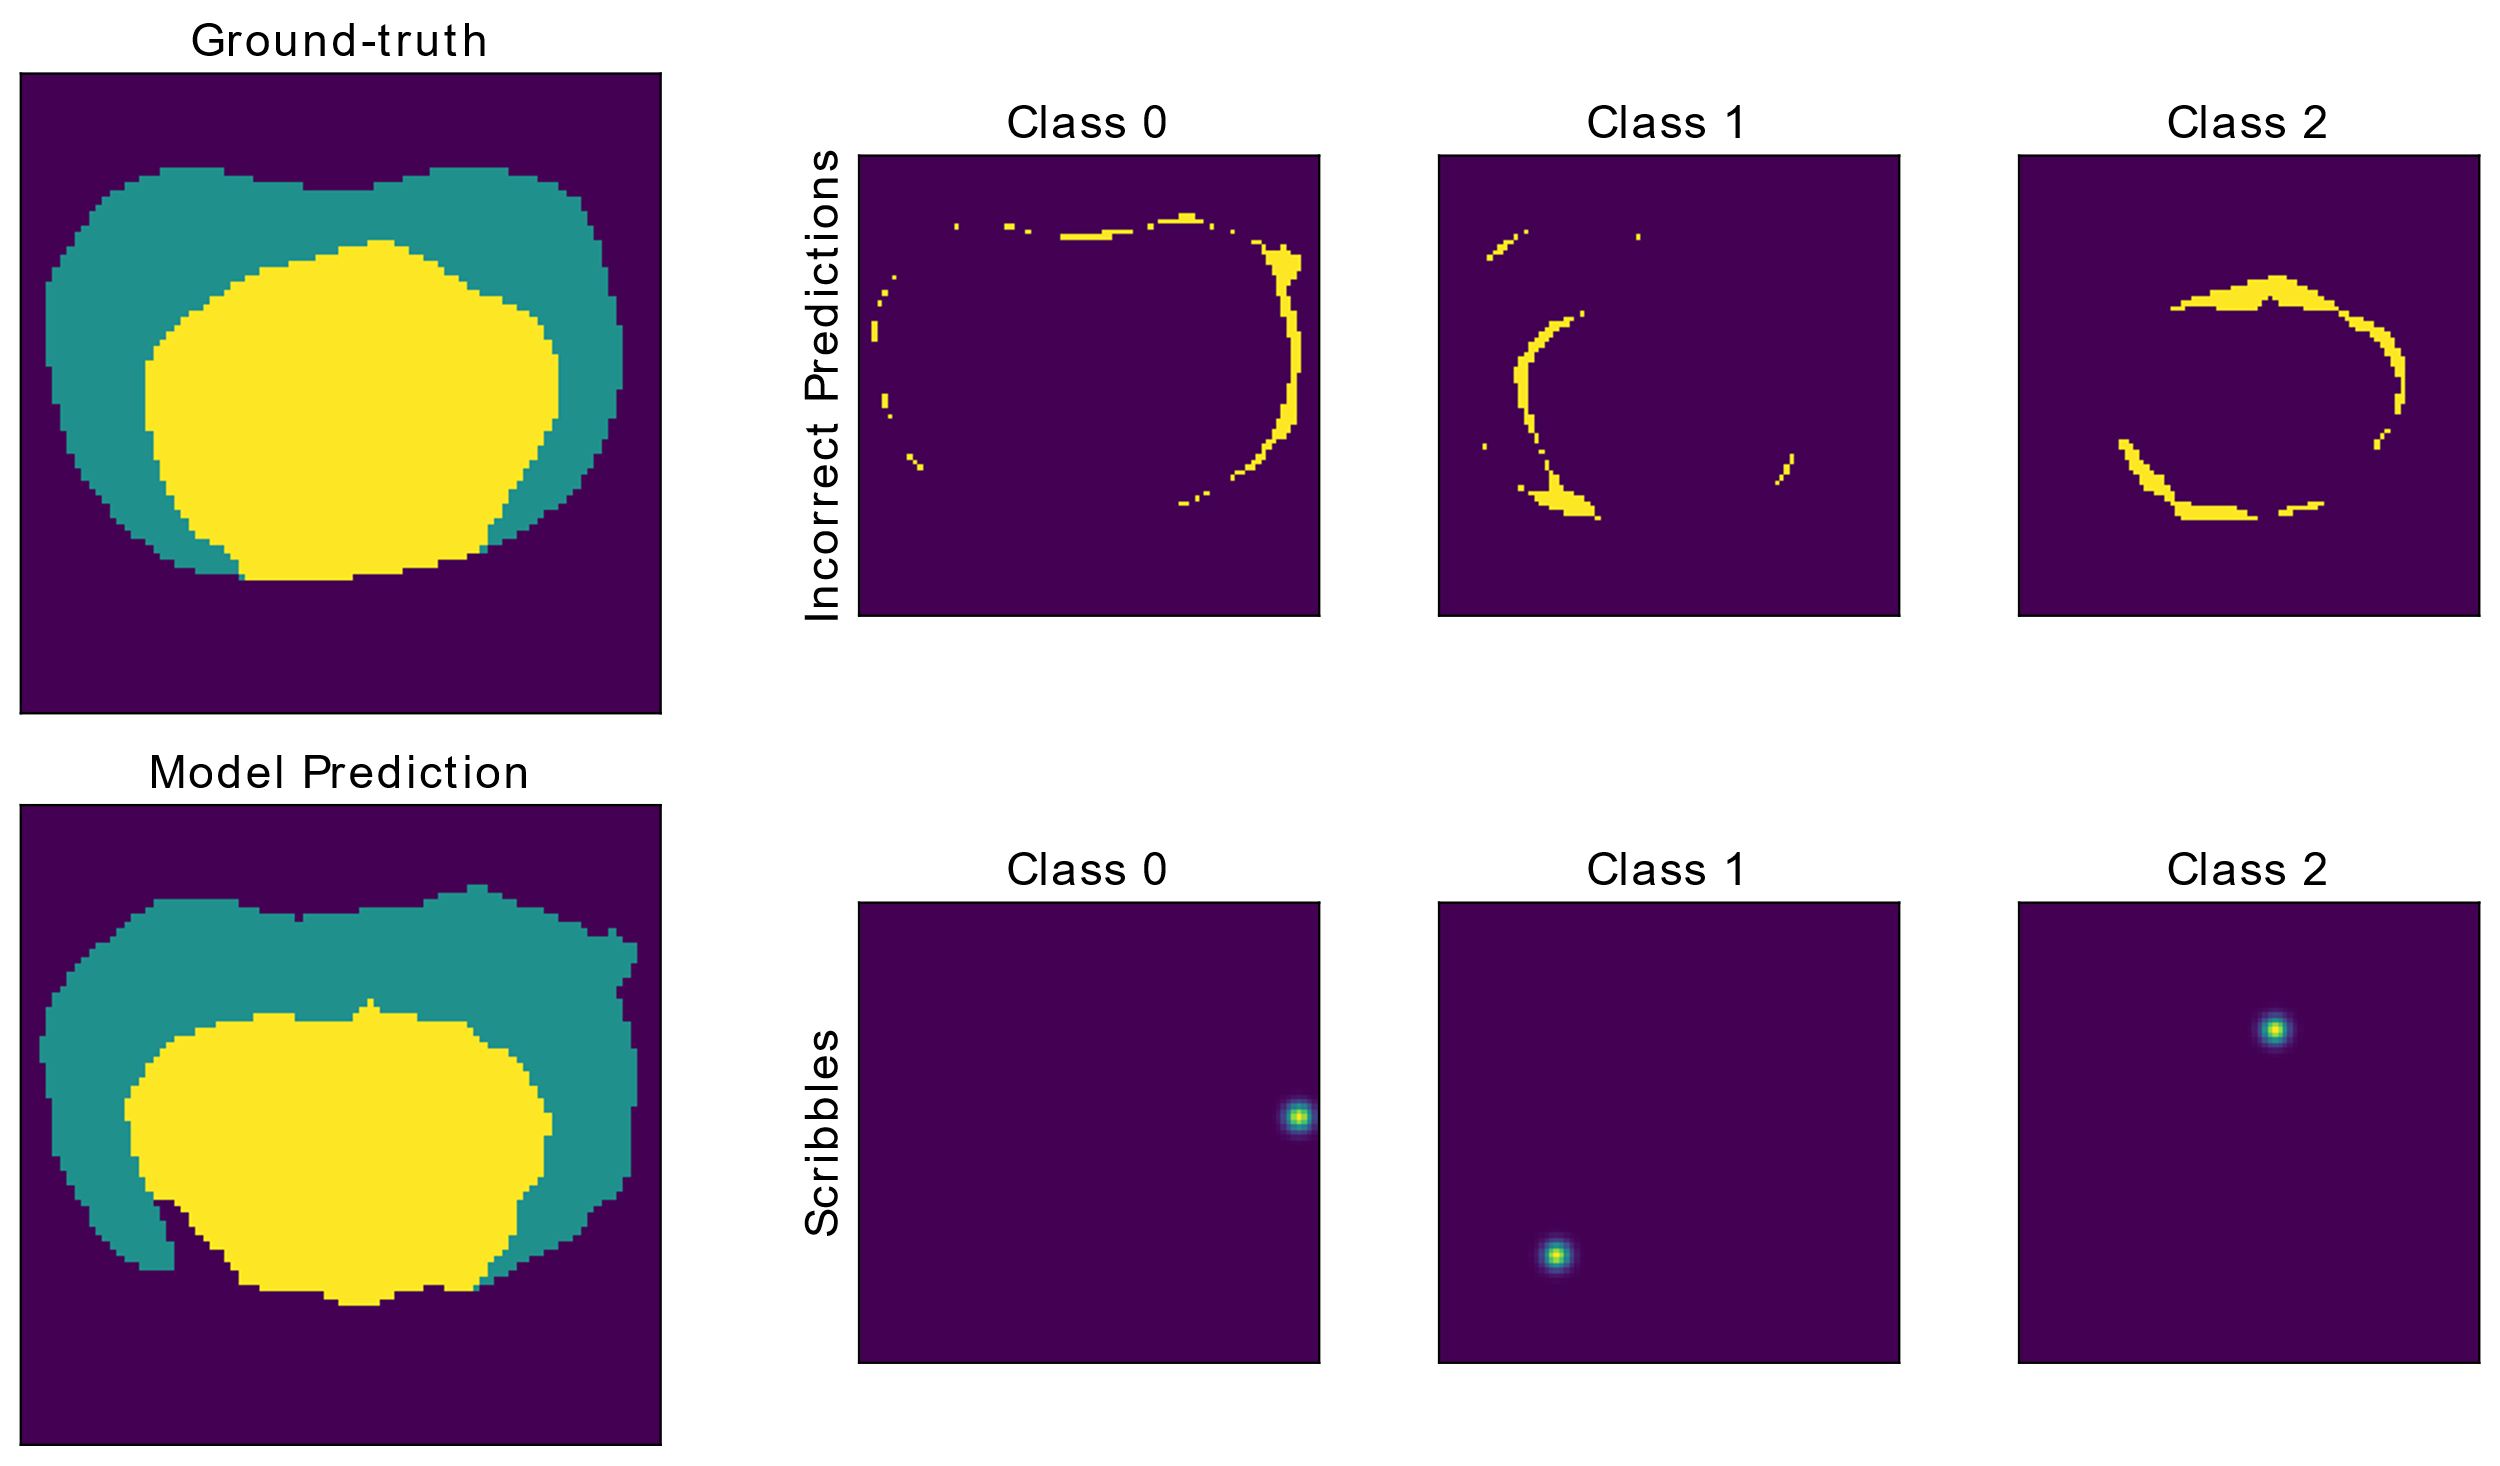 Ground-truth
Incorrect Predictions
Class 0
Class 1
Class 2
Model Prediction
Scribbles
Class 0
Class 1
Class 2